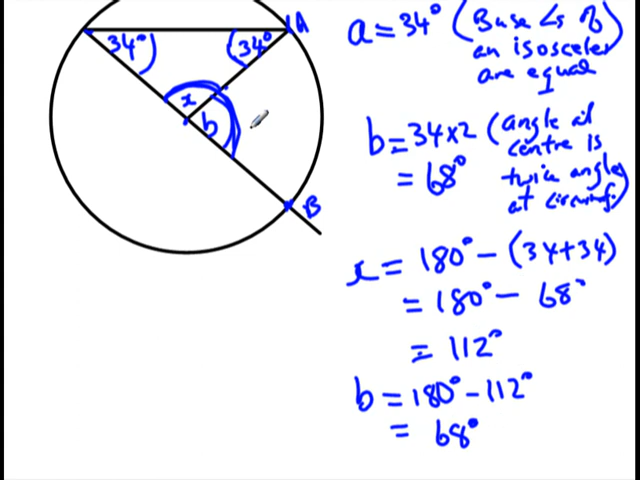 A
34°
34°
x
b
B
a = 34° (Base ∠s of
an isosceles
are equal)
b = 34 × 2 (angle at
centre is
= 68° twice angle
at circumf.)
x = 180° − (34 + 34)
= 180° − 68°
= 112°
b = 180° − 112°
= 68°